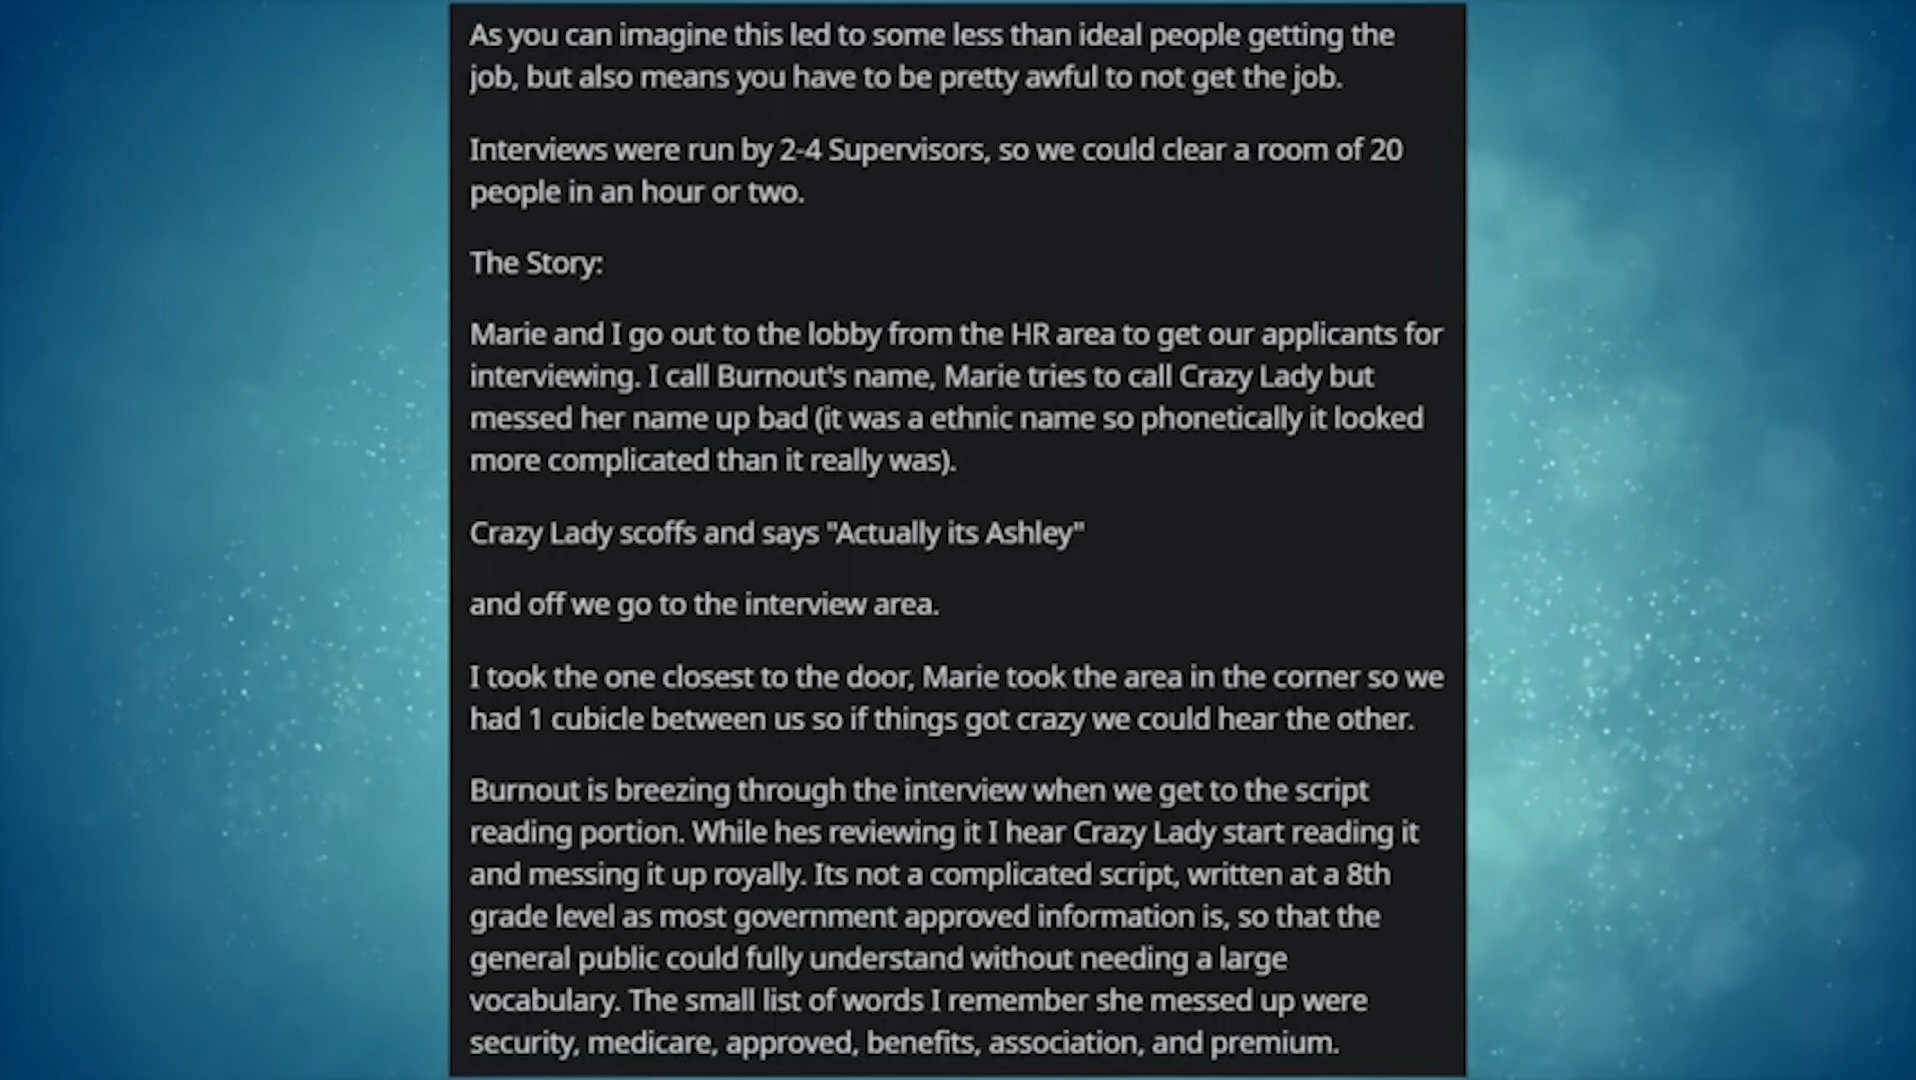 As you can imagine this led to some less than ideal people getting the
job, but also means you have to be pretty awful to not get the job.
Interviews were run by 2-4 Supervisors, so we could clear a room of 20
people in an hour or two.
The Story:
Marie and I go out to the lobby from the HR area to get our applicants for
interviewing. I call Burnout's name, Marie tries to call Crazy Lady but
messed her name up bad (it was a ethnic name so phonetically it looked
more complicated than it really was).
Crazy Lady scoffs and says "Actually its Ashley"
and off we go to the interview area.
I took the one closest to the door, Marie took the area in the corner so we
had 1 cubicle between us so if things got crazy we could hear the other.
Burnout is breezing through the interview when we get to the script
reading portion. While hes reviewing it I hear Crazy Lady start reading it
and messing it up royally. Its not a complicated script, written at a 8th
grade level as most government approved information is, so that the
general public could fully understand without needing a large
vocabulary. The small list of words I remember she messed up were
security, medicare, approved, benefits, association, and premium.